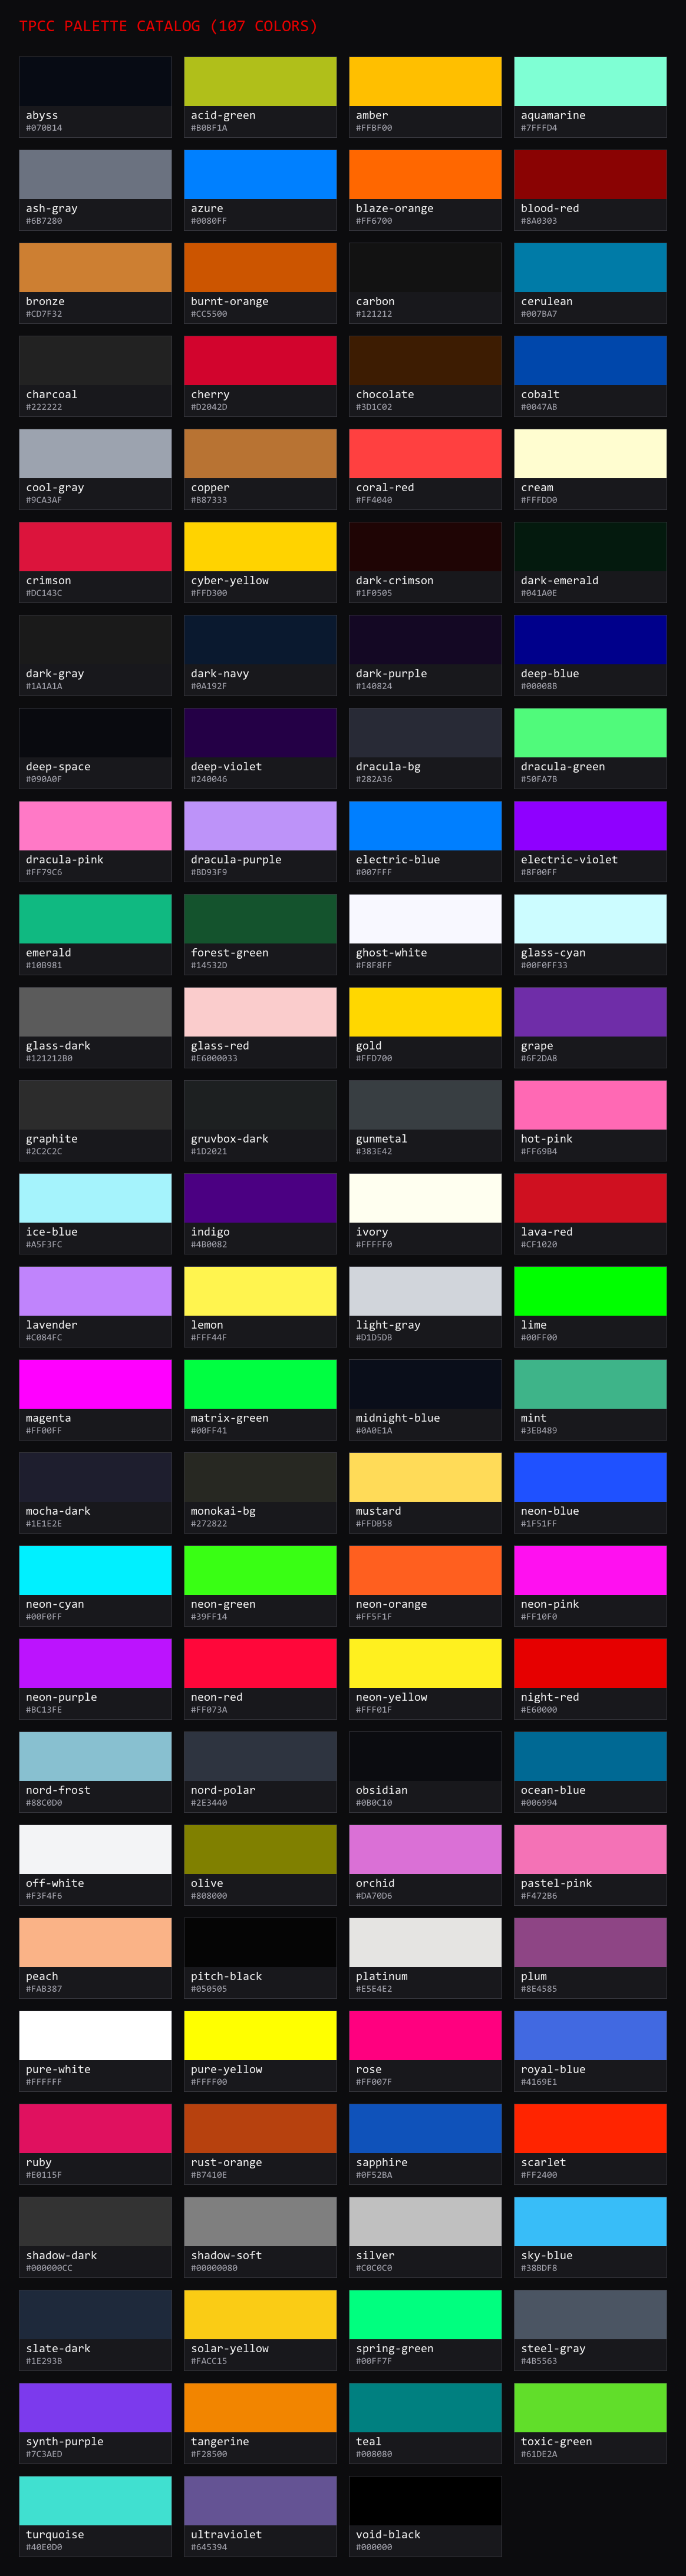 TPCC PALETTE CATALOG (107 COLORS)
abyss acid-green amber aquamarine
#070B14 #B0BF1A #FFBF00 #7FFFD4
ash-gray azure blaze-orange blood-red
#6B7280 #0080FF #FF6700 #8A0303
bronze burnt-orange carbon cerulean
#CD7F32 #CC5500 #121212 #007BA7
charcoal cherry chocolate cobalt
#222222 #D2042D #3D1C02 #0047AB
cool-gray copper coral-red cream
#9CA3AF #B87333 #FF4040 #FFFDD0
crimson cyber-yellow dark-crimson dark-emerald
#DC143C #FFD300 #1F0505 #041A0E
dark-gray dark-navy dark-purple deep-blue
#1A1A1A #0A192F #140824 #00008B
deep-space deep-violet dracula-bg dracula-green
#090A0F #240046 #282A36 #50FA7B
dracula-pink dracula-purple electric-blue electric-violet
#FF79C6 #BD93F9 #007FFF #8F00FF
emerald forest-green ghost-white glass-cyan
#10B981 #14532D #F8F8FF #00F0FF33
glass-dark glass-red gold grape
#121212B0 #E6000033 #FFD700 #6F2DA8
graphite gruvbox-dark gunmetal hot-pink
#2C2C2C #1D2021 #383E42 #FF69B4
ice-blue indigo ivory lava-red
#A5F3FC #4B0082 #FFFFF0 #CF1020
lavender lemon light-gray lime
#C084FC #FFF44F #D1D5DB #00FF00
magenta matrix-green midnight-blue mint
#FF00FF #00FF41 #0A0E1A #3EB489
mocha-dark monokai-bg mustard neon-blue
#1E1E2E #272822 #FFDB58 #1F51FF
neon-cyan neon-green neon-orange neon-pink
#00F0FF #39FF14 #FF5F1F #FF10F0
neon-purple neon-red neon-yellow night-red
#BC13FE #FF073A #FFF01F #E60000
nord-frost nord-polar obsidian ocean-blue
#88C0D0 #2E3440 #0B0C10 #006994
off-white olive orchid pastel-pink
#F3F4F6 #808000 #DA70D6 #F472B6
peach pitch-black platinum plum
#FAB387 #050505 #E5E4E2 #8E4585
pure-white pure-yellow rose royal-blue
#FFFFFF #FFFF00 #FF007F #4169E1
ruby rust-orange sapphire scarlet
#E0115F #B7410E #0F52BA #FF2400
shadow-dark shadow-soft silver sky-blue
#000000CC #00000080 #C0C0C0 #38BDF8
slate-dark solar-yellow spring-green steel-gray
#1E293B #FACC15 #00FF7F #4B5563
synth-purple tangerine teal toxic-green
#7C3AED #F28500 #008080 #61DE2A
turquoise ultraviolet void-black
#40E0D0 #645394 #000000